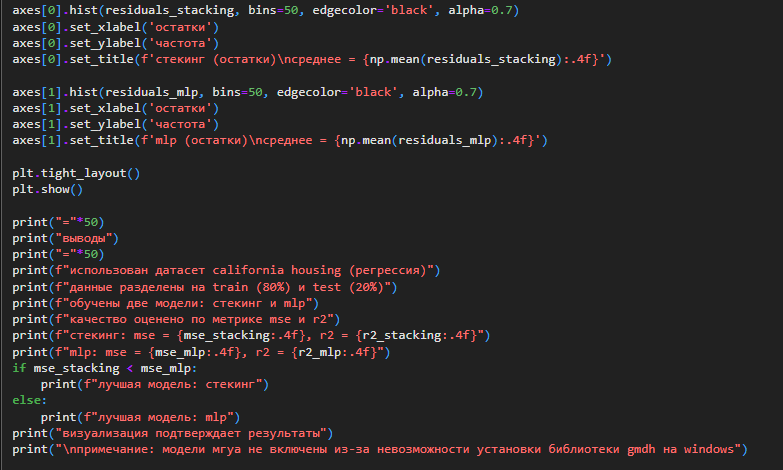 axes[0].hist(residuals_stacking, bins=50, edgecolor='black', alpha=0.7)
axes[0].set_xlabel('остатки')
axes[0].set_ylabel('частота')
axes[0].set_title(f'стекинг (остатки)\nсреднее = {np.mean(residuals_stacking):.4f}')

axes[1].hist(residuals_mlp, bins=50, edgecolor='black', alpha=0.7)
axes[1].set_xlabel('остатки')
axes[1].set_ylabel('частота')
axes[1].set_title(f'mlp (остатки)\nсреднее = {np.mean(residuals_mlp):.4f}')

plt.tight_layout()
plt.show()

print("="*50)
print("выводы")
print("="*50)
print(f"использован датасет california housing (регрессия)")
print(f"данные разделены на train (80%) и test (20%)")
print(f"обучены две модели: стекинг и mlp")
print(f"качество оценено по метрике mse и r2")
print(f"стекинг: mse = {mse_stacking:.4f}, r2 = {r2_stacking:.4f}")
print(f"mlp: mse = {mse_mlp:.4f}, r2 = {r2_mlp:.4f}")
if mse_stacking < mse_mlp:
    print(f"лучшая модель: стекинг")
else:
    print(f"лучшая модель: mlp")
print("визуализация подтверждает результаты")
print("\nпримечание: модели мгуа не включены из-за невозможности установки библиотеки gmdh на windows")